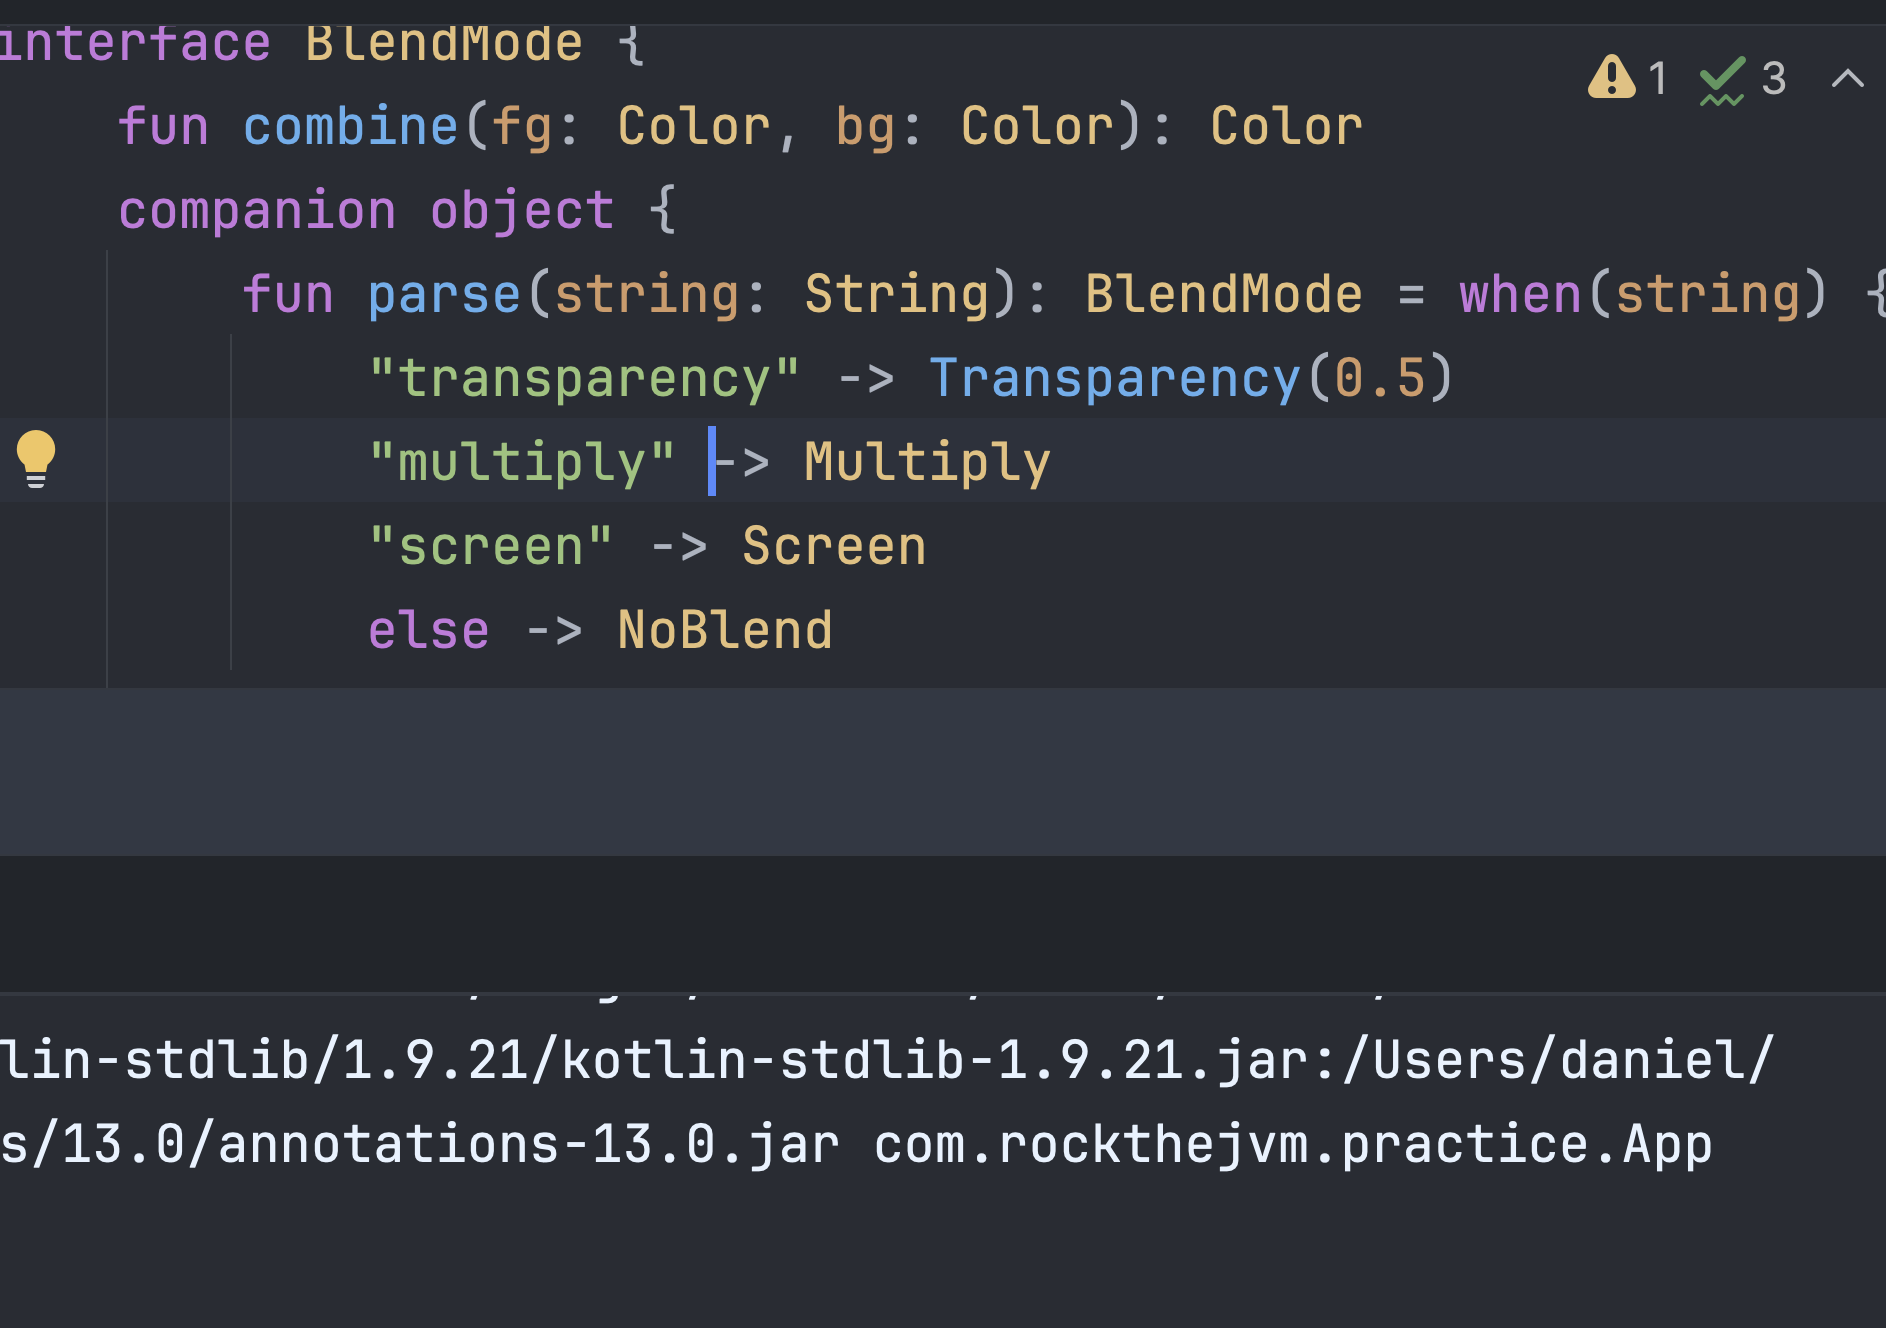 interface BlendMode {
1 3
fun combine(fg: Color, bg: Color): Color
companion object {
fun parse(string: String): BlendMode = when(string) {
"transparency" -> Transparency(0.5)
"multiply" -> Multiply
"screen" -> Screen
else -> NoBlend
lin-stdlib/1.9.21/kotlin-stdlib-1.9.21.jar:/Users/daniel/
s/13.0/annotations-13.0.jar com.rockthejvm.practice.App